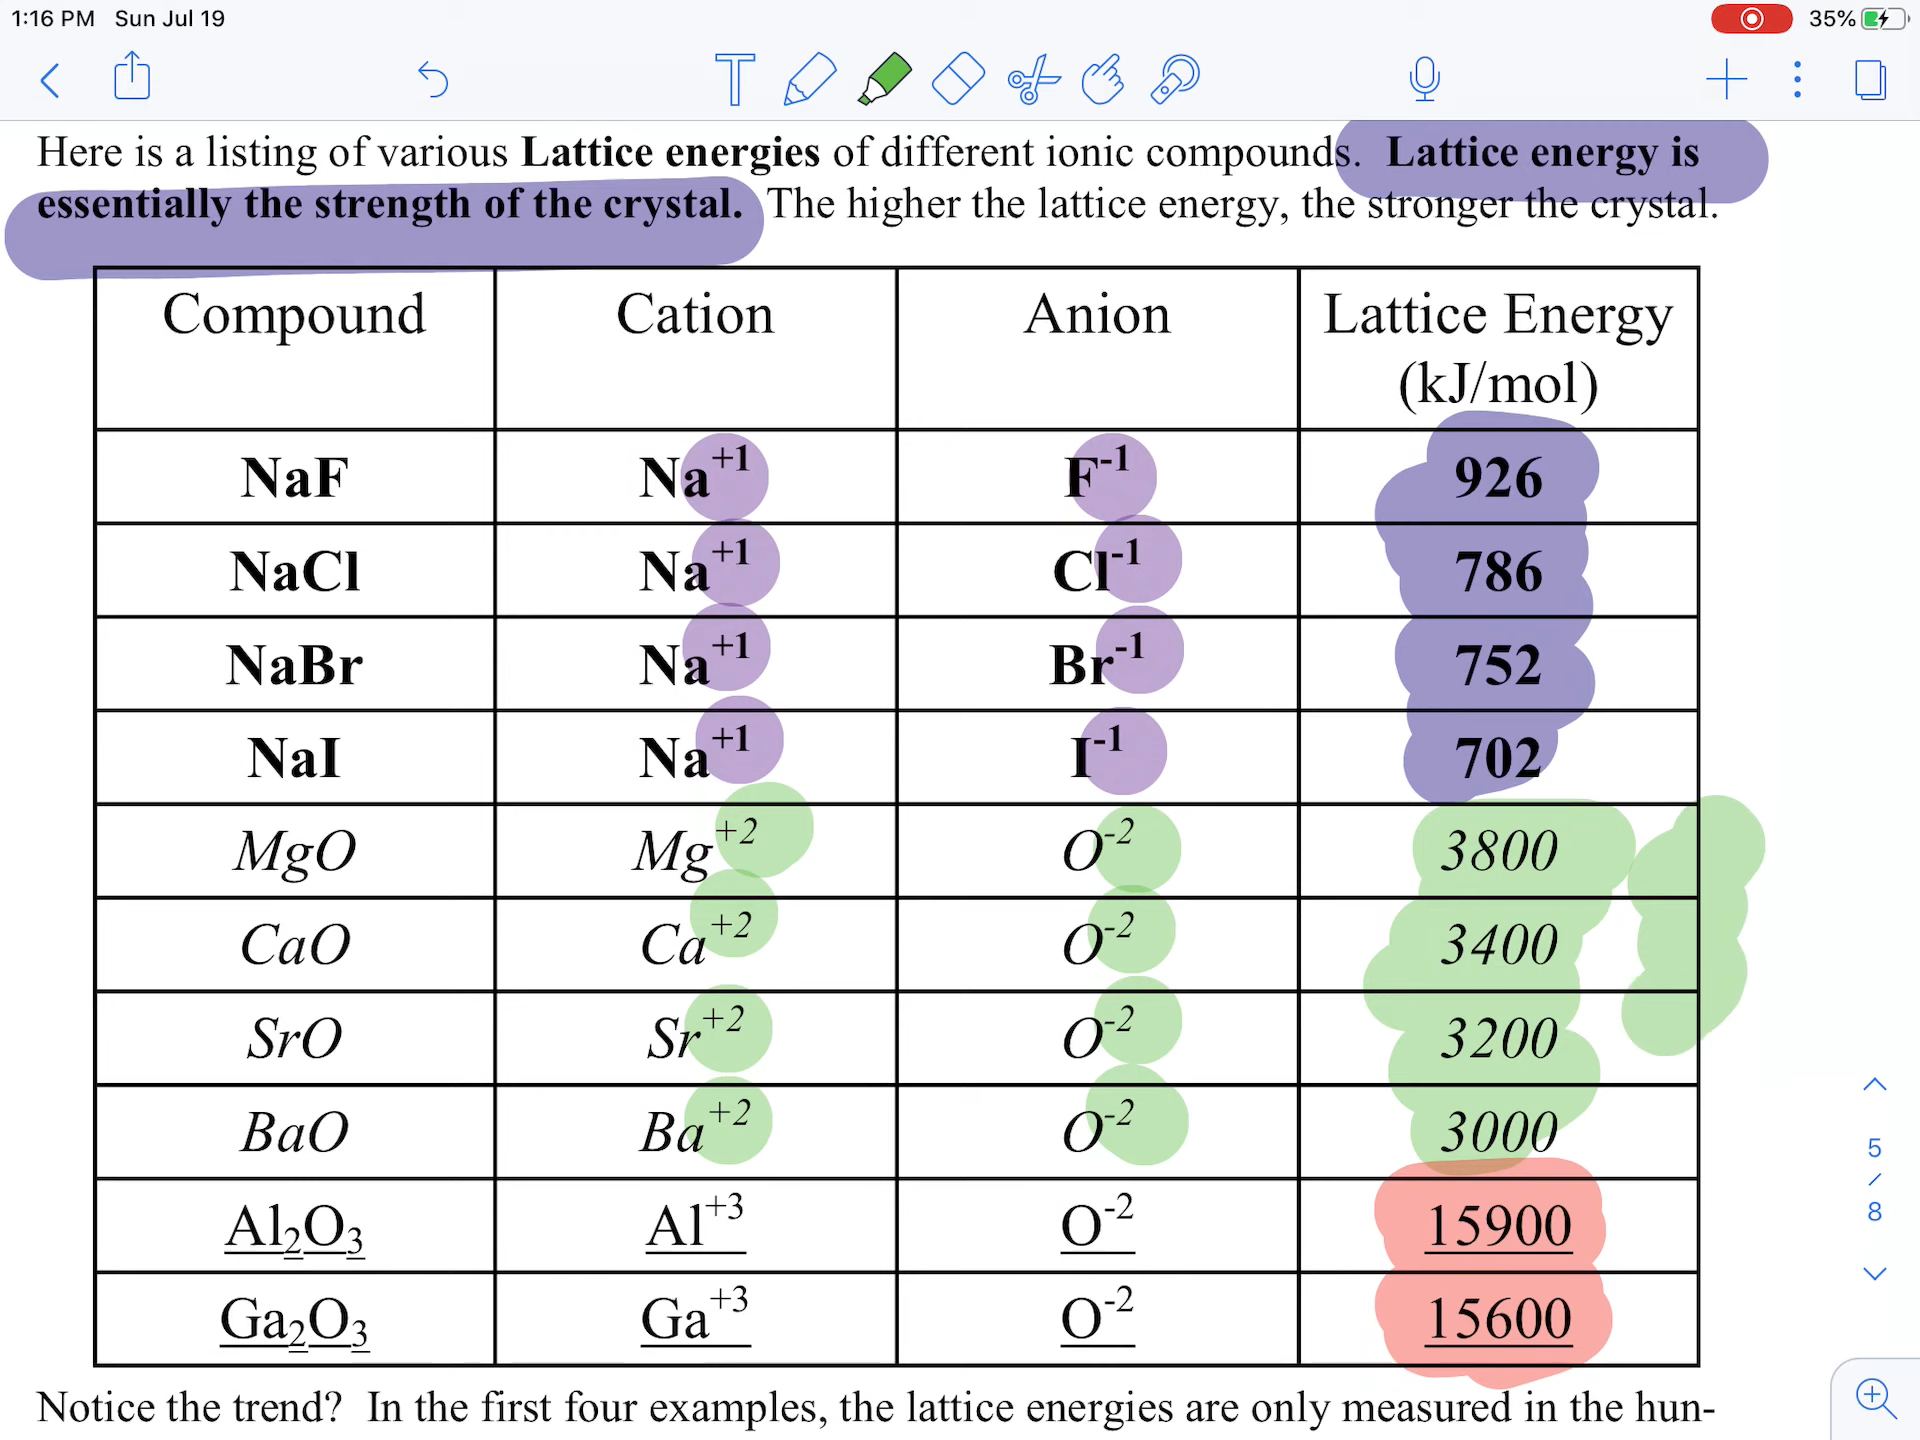 1:16 PM Sun Jul 19 35%
Here is a listing of various Lattice energies of different ionic compounds. Lattice energy is
essentially the strength of the crystal. The higher the lattice energy, the stronger the crystal.
Compound Cation Anion Lattice Energy
(kJ/mol)
NaF Na⁺¹ F⁻¹ 926
NaCl Na⁺¹ Cl⁻¹ 786
NaBr Na⁺¹ Br⁻¹ 752
NaI Na⁺¹ I⁻¹ 702
MgO Mg⁺² O⁻² 3800
CaO Ca⁺² O⁻² 3400
SrO Sr⁺² O⁻² 3200
BaO Ba⁺² O⁻² 3000
Al₂O₃ Al⁺³ O⁻² 15900
Ga₂O₃ Ga⁺³ O⁻² 15600
Notice the trend? In the first four examples, the lattice energies are only measured in the hun-
5
/
8